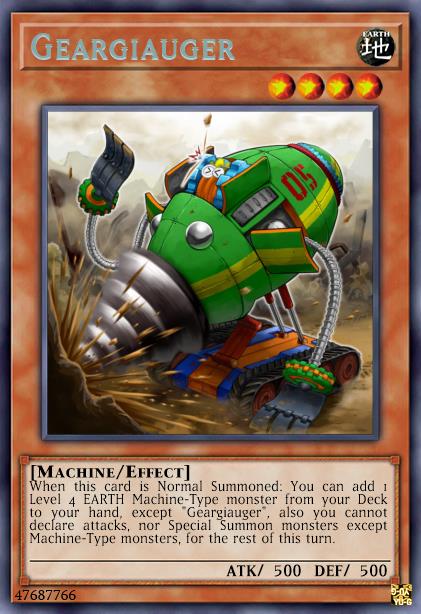 GEARGIAUGER
EARTH
地
05
[MACHINE/EFFECT]
When this card is Normal Summoned: You can add 1
Level 4 EARTH Machine-Type monster from your Deck
to your hand, except "Geargiauger", also you cannot
declare attacks, nor Special Summon monsters except
Machine-Type monsters, for the rest of this turn.
ATK/ 500 DEF/ 500
47687766